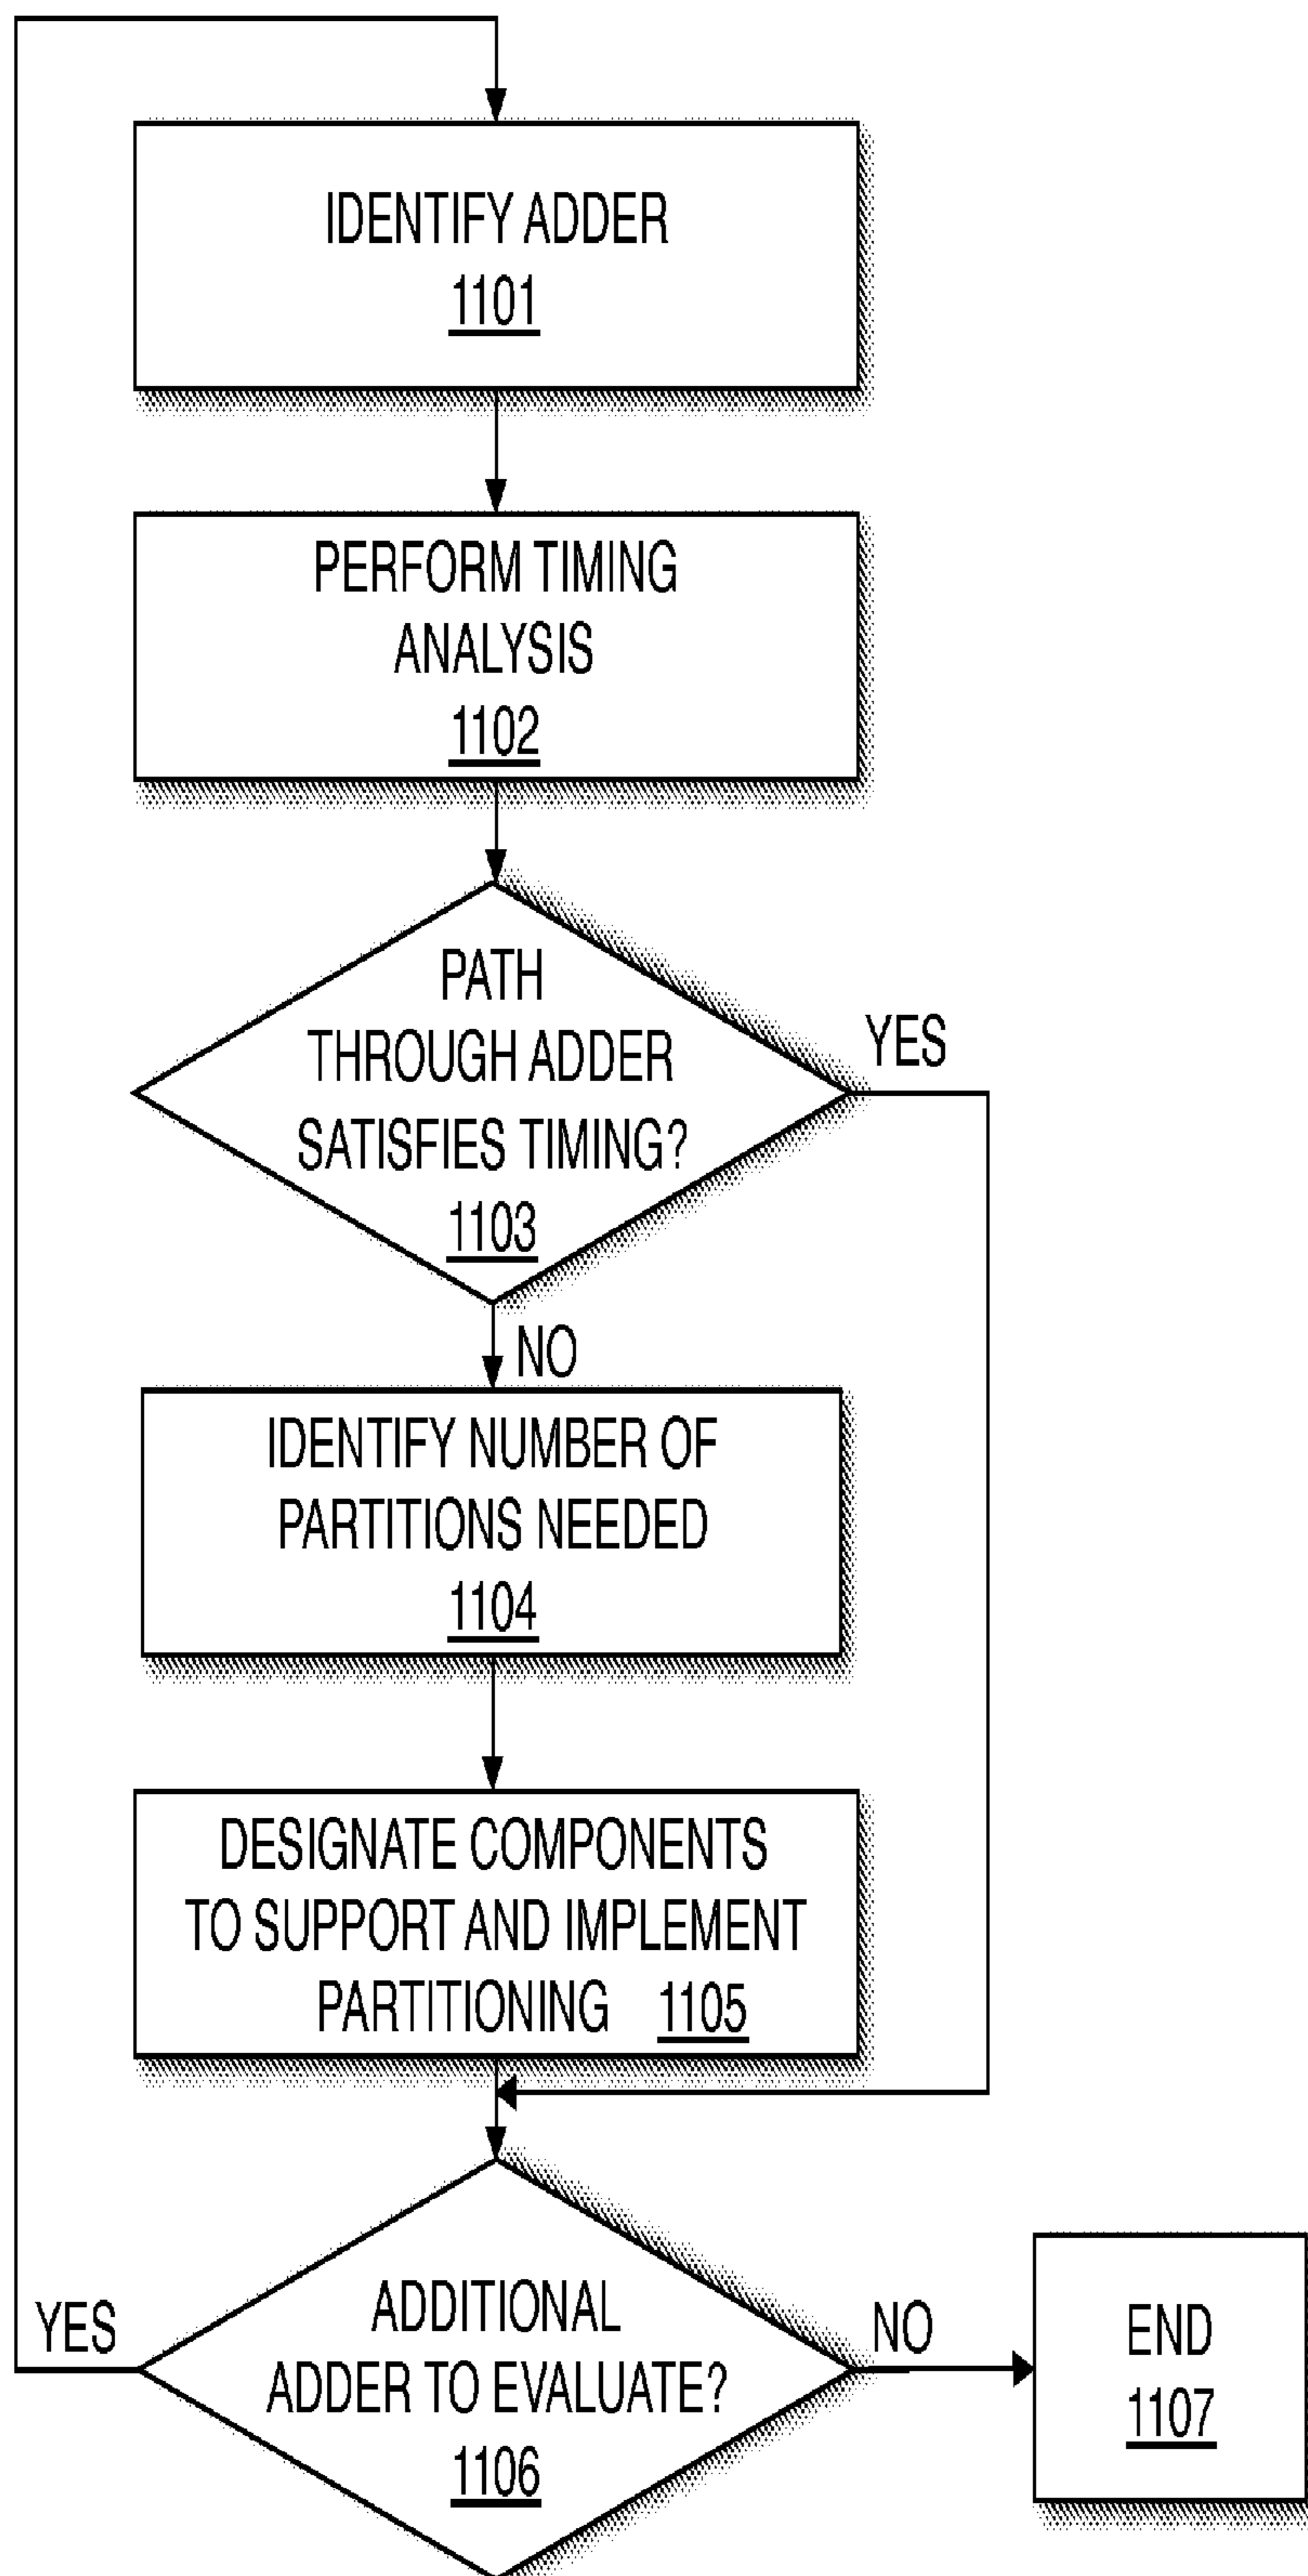 IDENTIFY ADDER
1101
PERFORM TIMING
ANALYSIS
1102
PATH
THROUGH ADDER
SATISFIES TIMING?
1103
YES
NO
IDENTIFY NUMBER OF
PARTITIONS NEEDED
1104
DESIGNATE COMPONENTS
TO SUPPORT AND IMPLEMENT
PARTITIONING 1105
ADDITIONAL
ADDER TO EVALUATE?
1106
YES
NO
END
1107